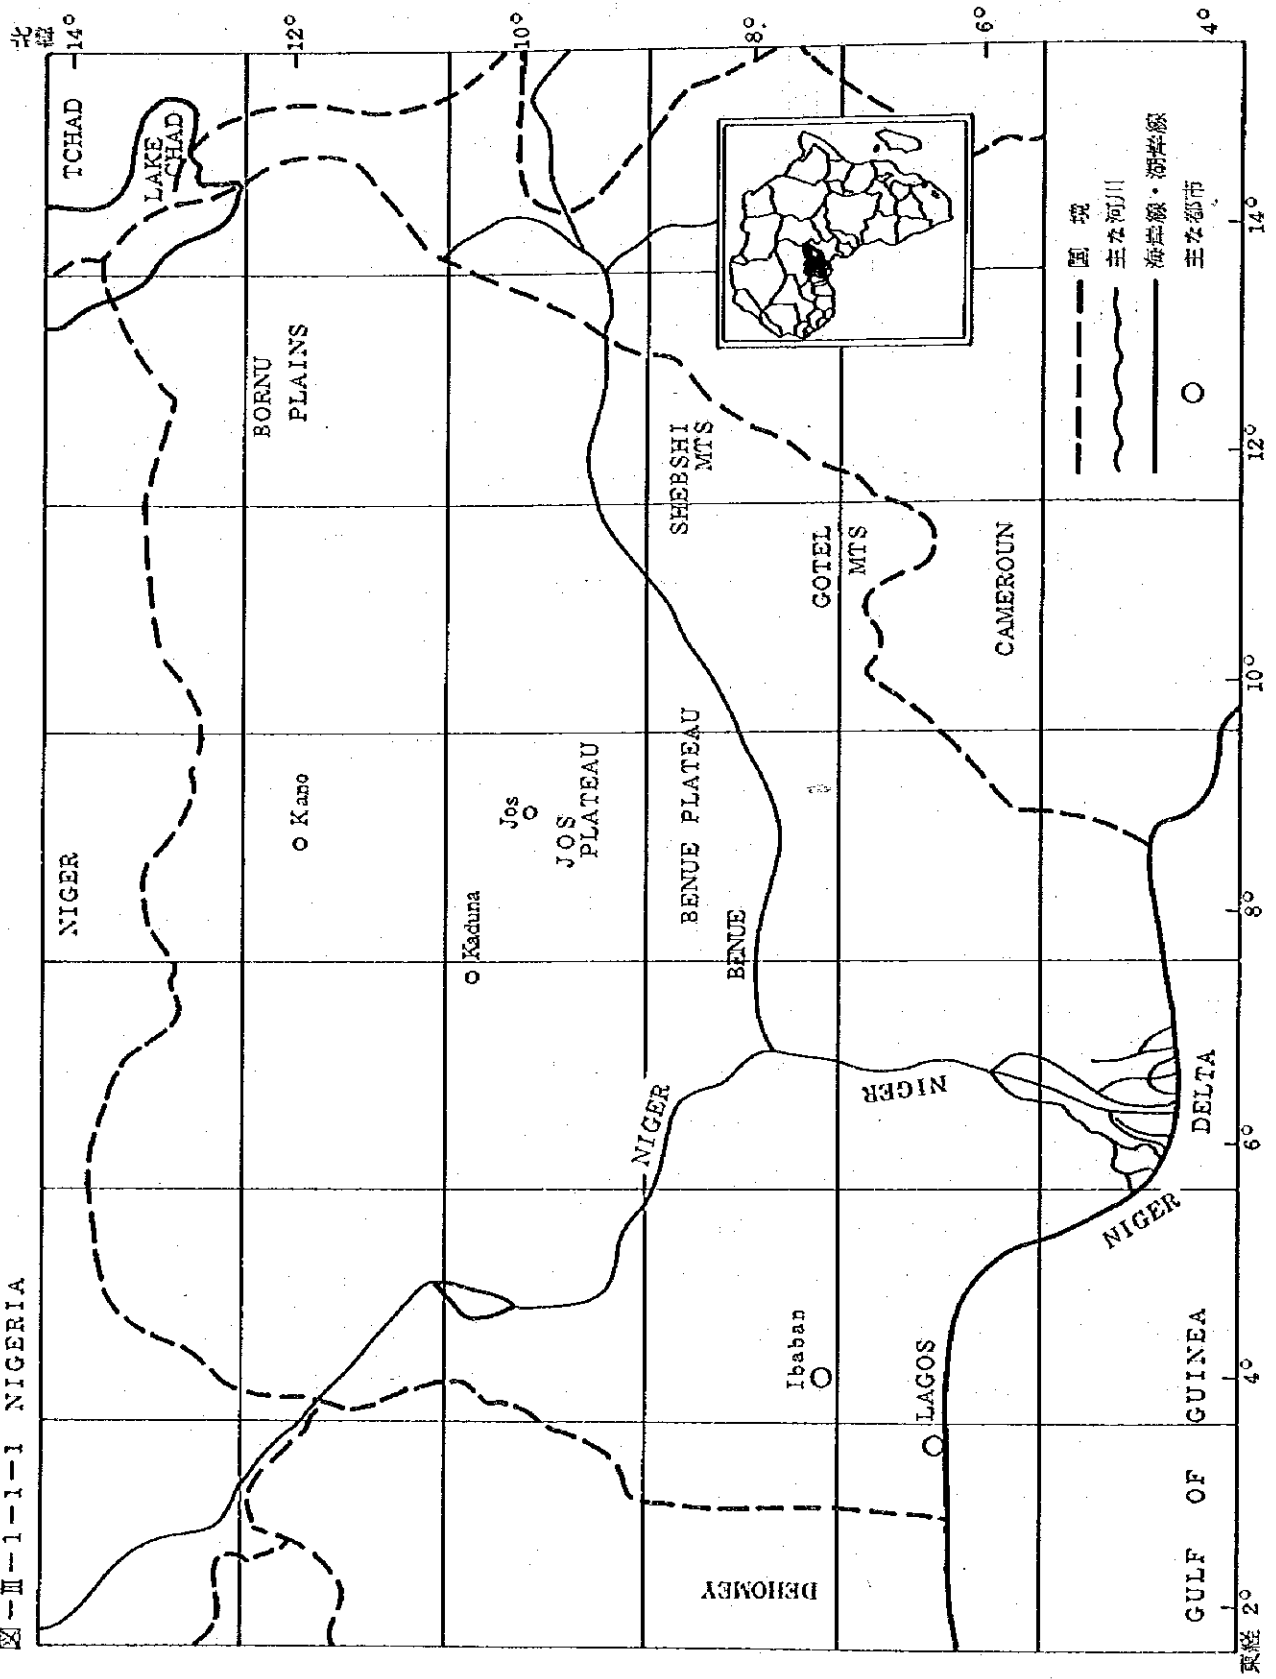 図-Ⅲ-1-1-1 NIGERIA
北緯
14°
12°
10°
8°
6°
4°
TCHAD
LAKE
CHAD
NIGER
BORNU
PLAINS
Kano
Jos
JOS
PLATEAU
Kaduna
BENUE PLATEAU
BENUE
SHEBSHI
MTS
GOTEL
MTS
CAMEROUN
NIGER
NIGER
Ibaban
LAGOS
DEHOMEY
NIGER
DELTA
GULF OF GUINEA
国境
主な河川
海岸線・湖岸線
主な都市
東経 2°
4°
6°
8°
10°
12°
14°